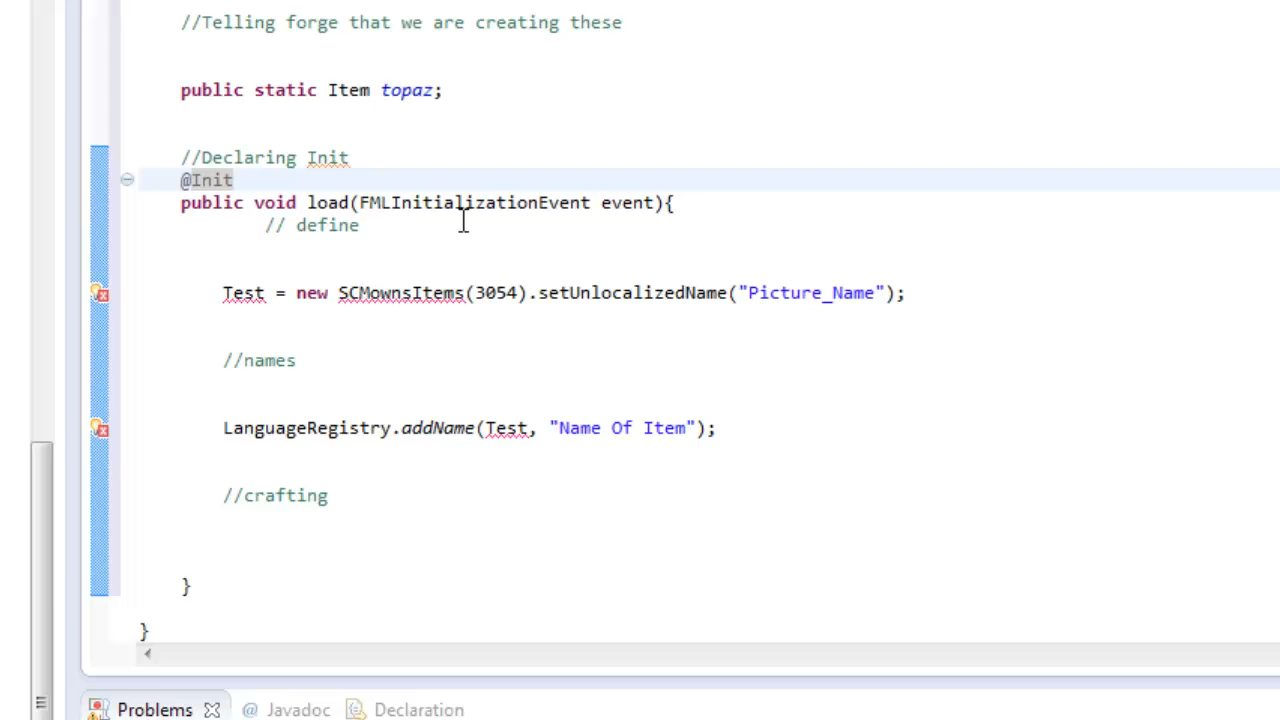 //Telling forge that we are creating these
public static Item topaz;
//Declaring Init
@Init
public void load(FMLInitializationEvent event){
// define
Test = new SCMownsItems(3054).setUnlocalizedName("Picture_Name");
//names
LanguageRegistry.addName(Test, "Name Of Item");
//crafting
}
}
Problems @ Javadoc Declaration